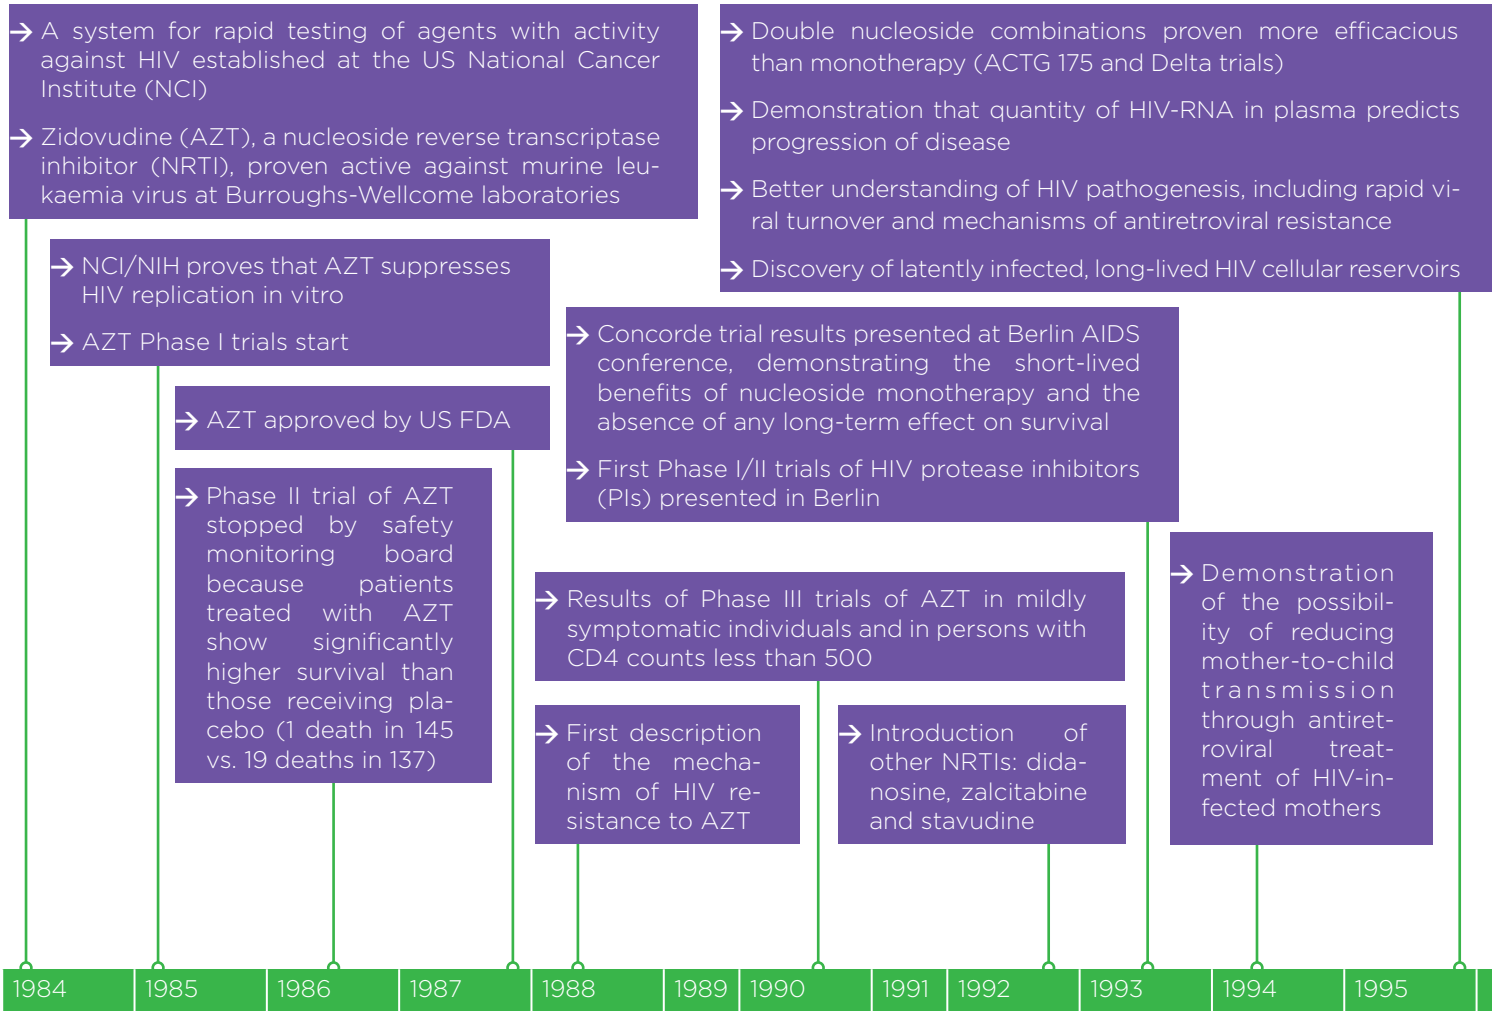 → A system for rapid testing of agents with activity
against HIV established at the US National Cancer
Institute (NCI)
→ Zidovudine (AZT), a nucleoside reverse transcriptase
inhibitor (NRTI), proven active against murine leu-
kaemia virus at Burroughs-Wellcome laboratories
→ NCI/NIH proves that AZT suppresses
HIV replication in vitro
→ AZT Phase I trials start
→ AZT approved by US FDA
→ Phase II trial of AZT
stopped by safety
monitoring board
because patients
treated with AZT
show significantly
higher survival than
those receiving pla-
cebo (1 death in 145
vs. 19 deaths in 137)
→ Double nucleoside combinations proven more efficacious
than monotherapy (ACTG 175 and Delta trials)
→ Demonstration that quantity of HIV-RNA in plasma predicts
progression of disease
→ Better understanding of HIV pathogenesis, including rapid vi-
ral turnover and mechanisms of antiretroviral resistance
→ Discovery of latently infected, long-lived HIV cellular reservoirs
→ Concorde trial results presented at Berlin AIDS
conference, demonstrating the short-lived
benefits of nucleoside monotherapy and the
absence of any long-term effect on survival
→ First Phase I/II trials of HIV protease inhibitors
(PIs) presented in Berlin
→ Results of Phase III trials of AZT in mildly
symptomatic individuals and in persons with
CD4 counts less than 500
→ First description
of the mecha-
nism of HIV re-
sistance to AZT
→ Introduction of
other NRTIs: dida-
nosine, zalcitabine
and stavudine
→ Demonstration
of the possibil-
ity of reducing
mother-to-child
transmission
through antiret-
roviral treat-
ment of HIV-in-
fected mothers
1984 1985 1986 1987 1988 1989 1990 1991 1992 1993 1994 1995